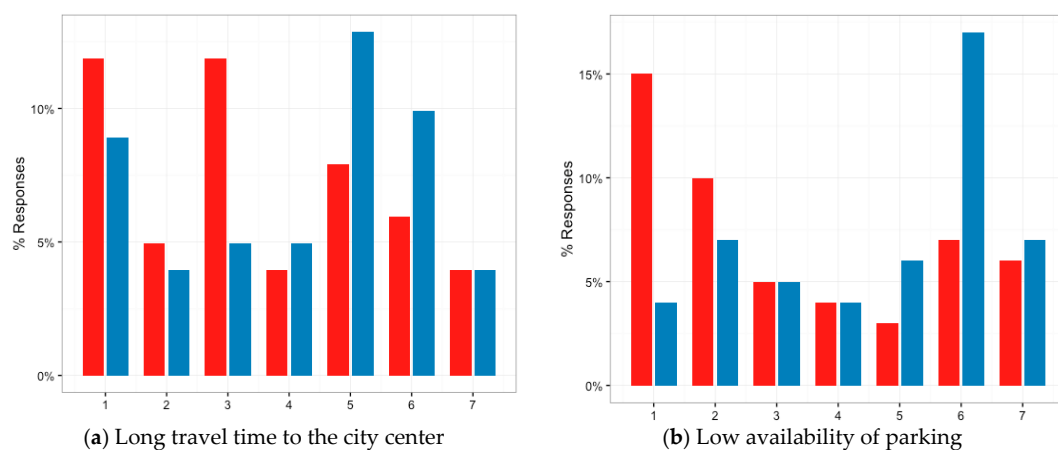 % Responses
10%
5%
0%
1 2 3 4 5 6 7
(a) Long travel time to the city center
% Responses
15%
10%
5%
0%
1 2 3 4 5 6 7
(b) Low availability of parking